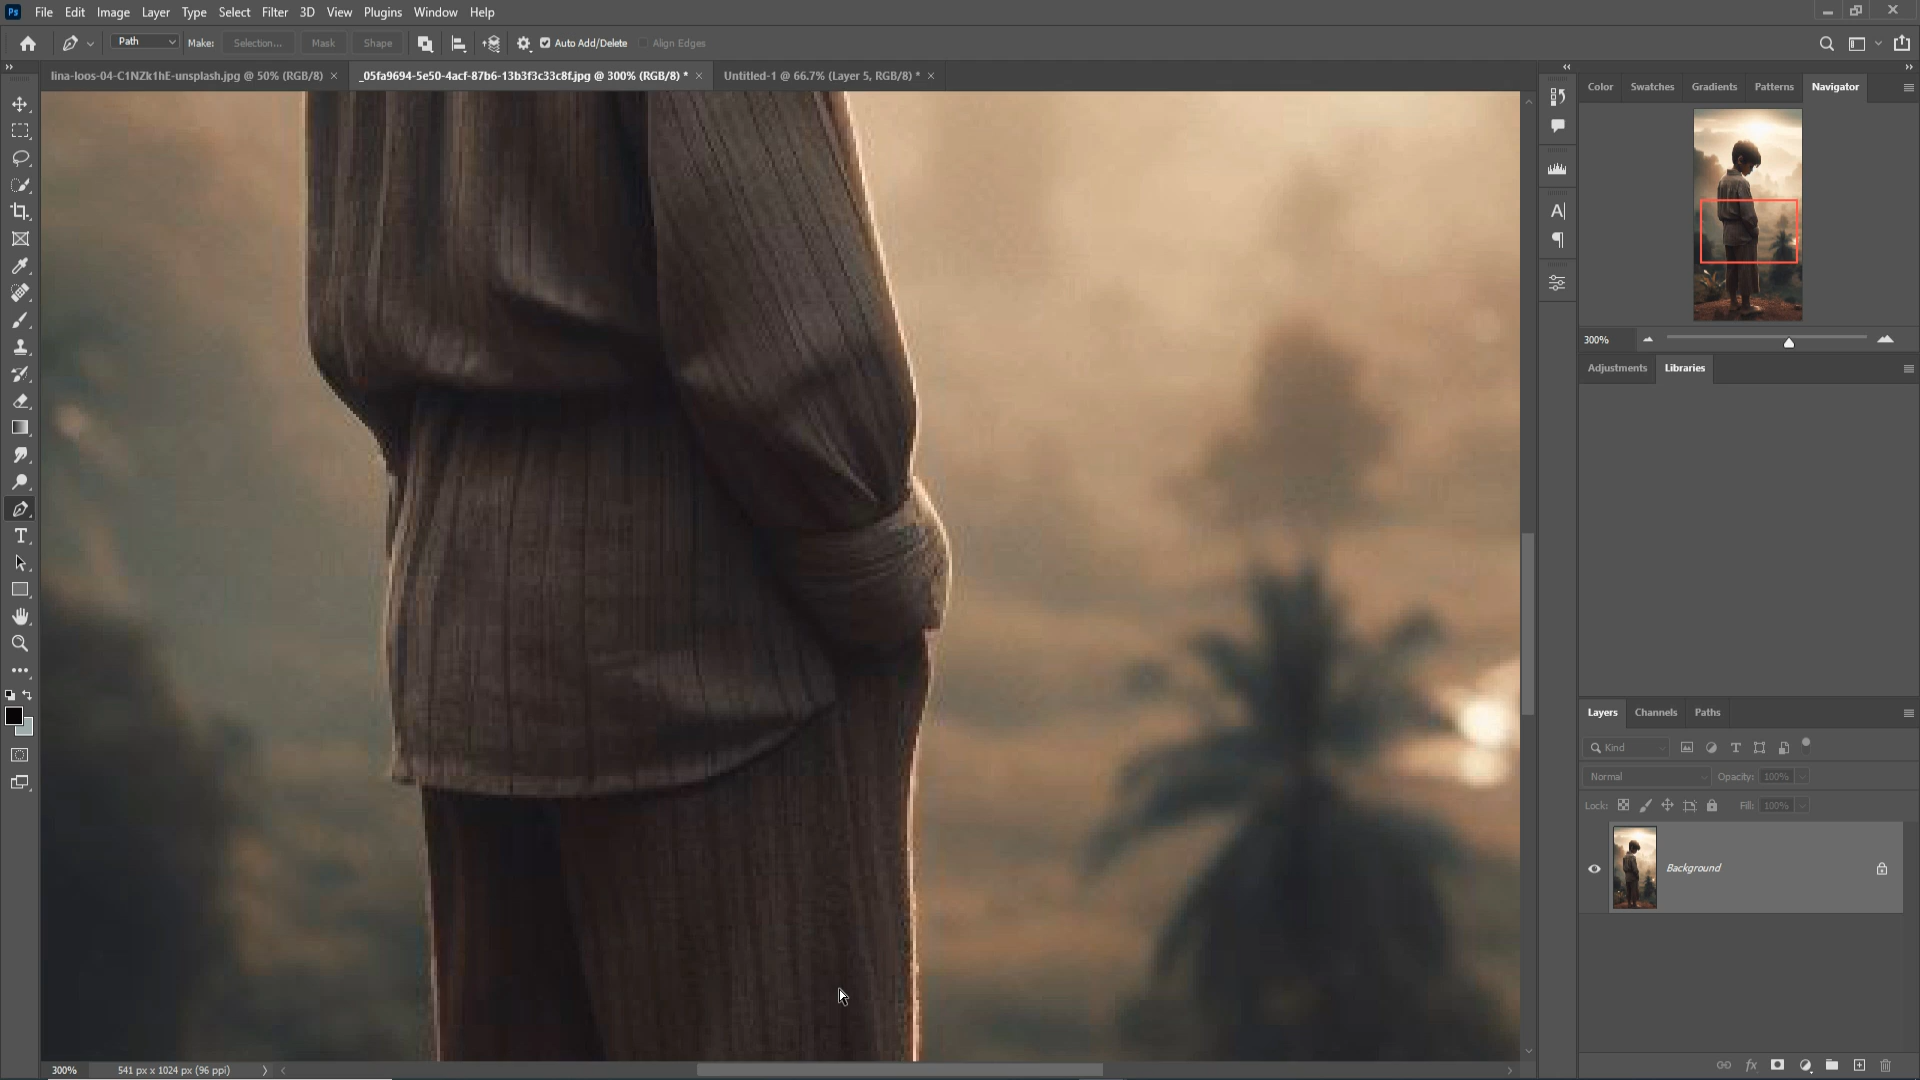 Ps File Edit Image Layer Type Select Filter 3D View Plugins Window Help
Path Make: Selection... Mask Shape Auto Add/Delete Align Edges
lina-loos-04-C1NZk1hE-unsplash.jpg @ 50% (RGB/8) × _05fa9694-5e50-4acf-87b6-13b3f3c33c8f.jpg @ 300% (RGB/8) * × Untitled-1 @ 66.7% (Layer 5, RGB/8) * ×
Color Swatches Gradients Patterns Navigator
300%
Adjustments Libraries
Layers Channels Paths
Kind
Normal Opacity: 100%
Lock: Fill: 100%
Background
300% 541 px x 1024 px (96 ppi)